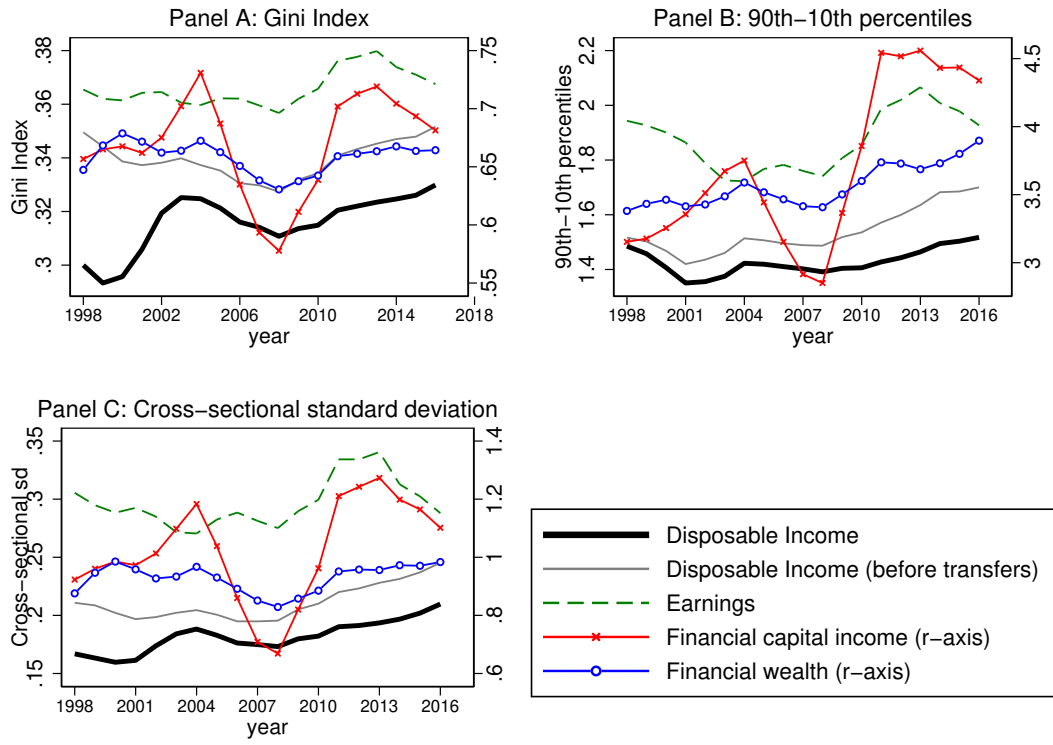 Panel A: Gini Index
Gini Index
.3 .32 .34 .36 .38
.55 .6 .65 .7 .75
1998 2002 2006 2010 2014 2018
year
Panel B: 90th−10th percentiles
90th−10th percentiles
1.4 1.6 1.8 2 2.2
3 3.5 4 4.5
1998 2001 2004 2007 2010 2013 2016
year
Panel C: Cross−sectional standard deviation
Cross−sectional sd
.15 .2 .25 .3 .35
.6 .8 1 1.2 1.4
1998 2001 2004 2007 2010 2013 2016
year
Disposable Income
Disposable Income (before transfers)
Earnings
Financial capital income (r−axis)
Financial wealth (r−axis)